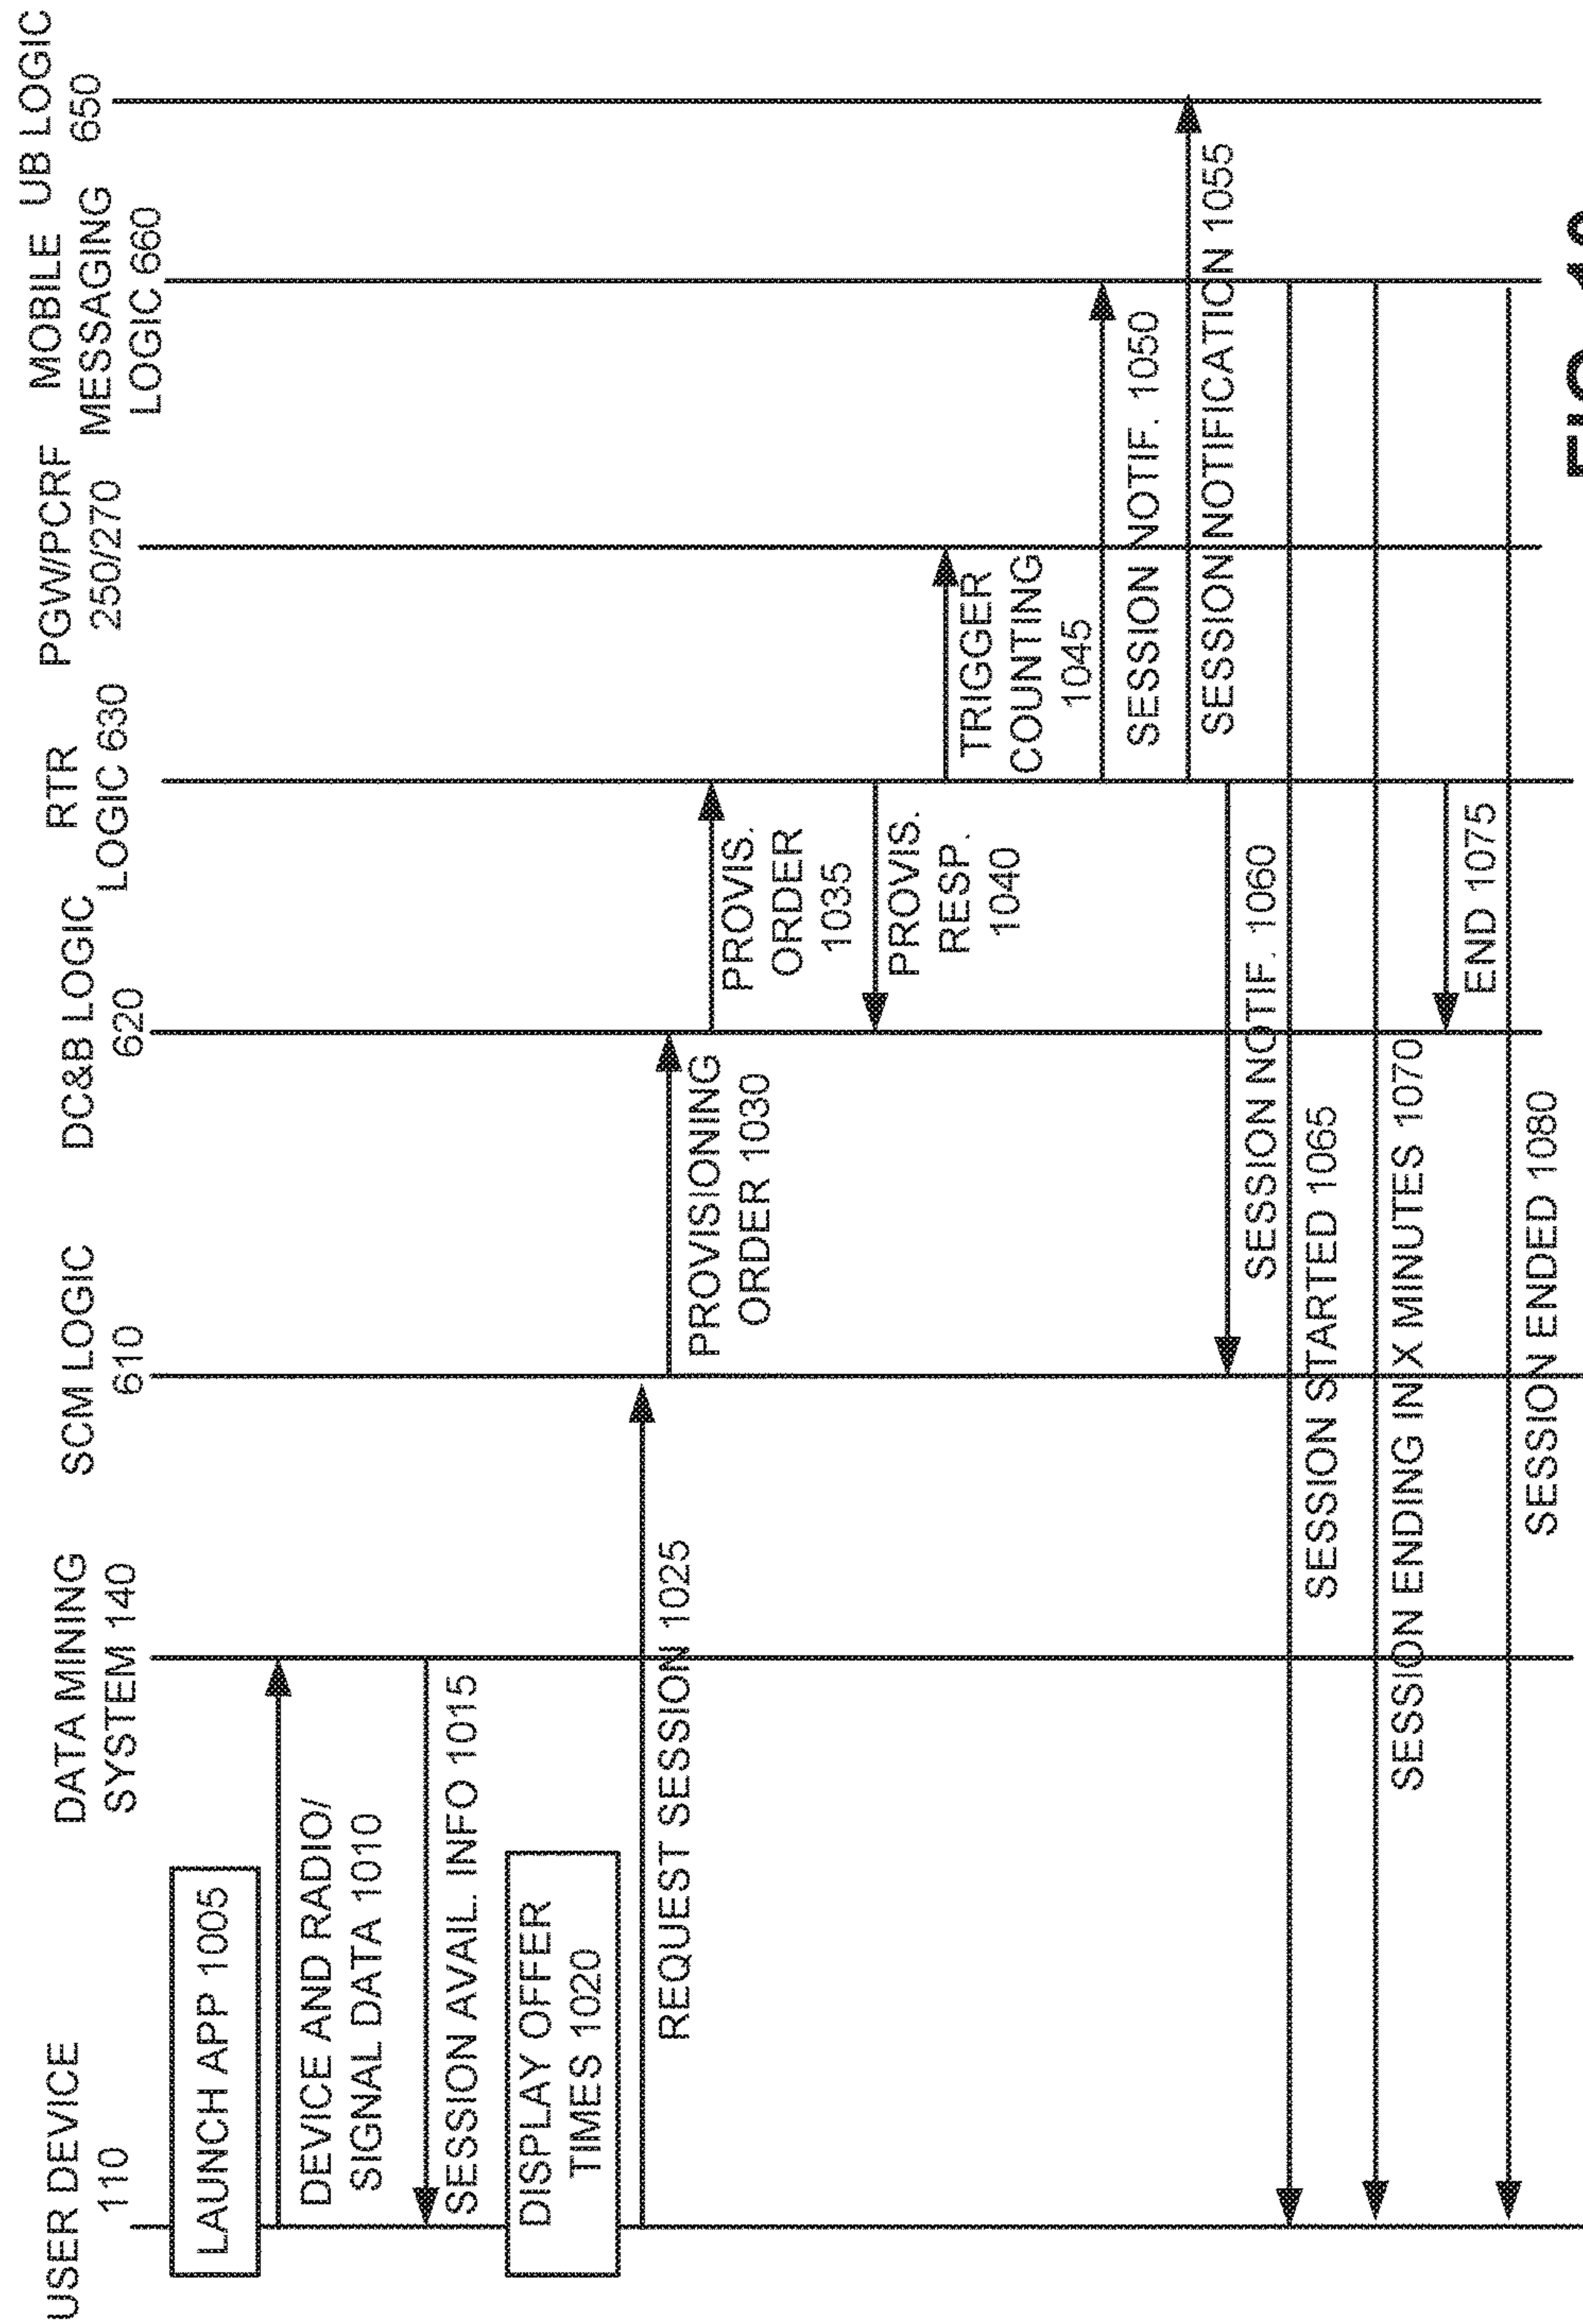 USER DEVICE
110
DATA MINING
SYSTEM 140
SCM LOGIC
610
DC&B LOGIC
620
RTR
LOGIC 630
PGW/PCRF
250/270
MOBILE
MESSAGING
LOGIC 660
UB LOGIC
650
LAUNCH APP 1005
DEVICE AND RADIO/
SIGNAL DATA 1010
SESSION AVAIL. INFO 1015
DISPLAY OFFER
TIMES 1020
REQUEST SESSION 1025
PROVISIONING
ORDER 1030
PROVIS.
ORDER
1035
PROVIS.
RESP.
1040
TRIGGER
COUNTING
1045
SESSION NOTIF. 1050
SESSION NOTIFICATION 1055
SESSION NOTIF. 1060
SESSION STARTED 1065
SESSION ENDING IN X MINUTES 1070
END 1075
SESSION ENDED 1080